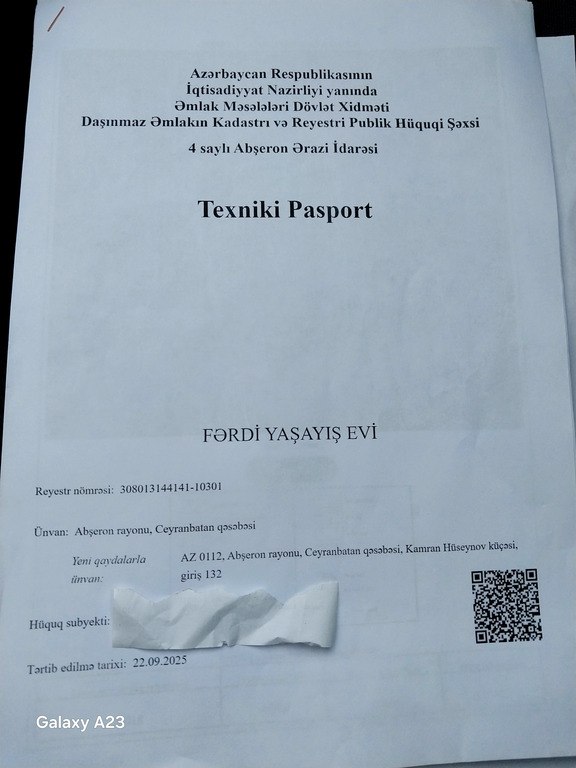 Azərbaycan Respublikasının
İqtisadiyyat Nazirliyi yanında
Əmlak Məsələləri Dövlət Xidməti
Daşınmaz Əmlakın Kadastrı və Reyestri Publik Hüquqi Şəxsi
4 saylı Abşeron Ərazi İdarəsi
Texniki Pasport
FƏRDİ YAŞAYIŞ EVİ
Reyestr nömrəsi: 308013144141-10301
Ünvan: Abşeron rayonu, Ceyranbatan qəsəbəsi
Yeni qaydalarla ünvan: AZ 0112, Abşeron rayonu, Ceyranbatan qəsəbəsi, Kamran Hüseynov küçəsi,
giriş 132
Hüquq subyekti:
Tərtib edilmə tarixi: 22.09.2025
Galaxy A23